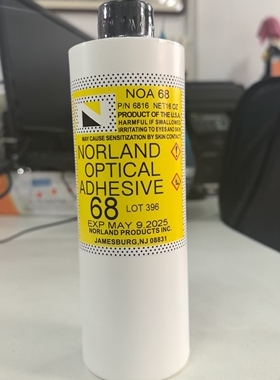 NOA 68
P/N 6816 NET 16 OZ
PRODUCT OF THE U.S.A.
HARMFUL IF SWALLOWED
IRRITATING TO EYES AND SKIN
MAY CAUSE SENSITIZATION BY SKIN CONTACT
N
NORLAND
OPTICAL
ADHESIVE
68 LOT 396
EXP MAY 9.2025
NORLAND PRODUCTS INC.
JAMESBURG, NJ 08831